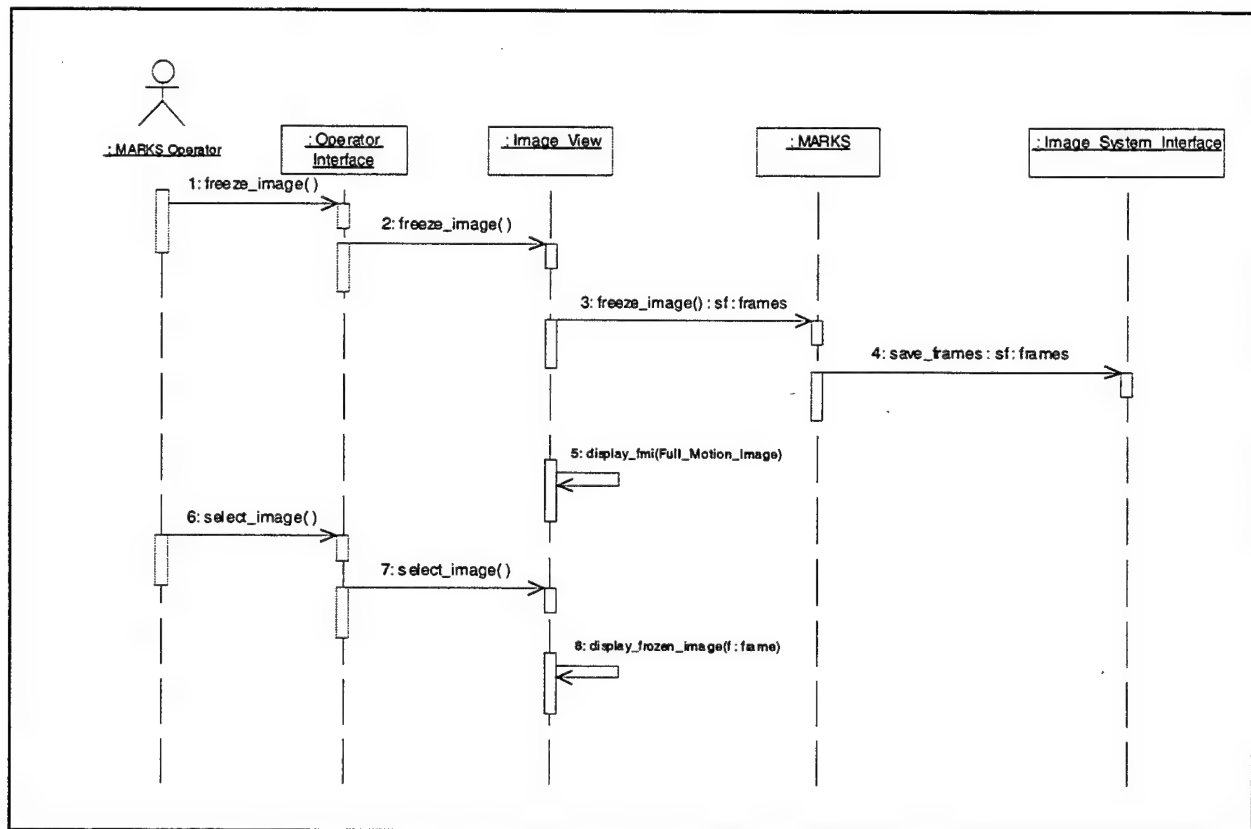 : MARKS Operator
: Operator
Interface
: Image View
: MARKS
: Image System Interface
1: freeze_image( )
2: freeze_image( )
3: freeze_image() : sf : frames
4: save_frames : sf : frames
5: display_fmi(Full_Motion_Image)
6: select_image( )
7: select_image( )
8: display_frozen_image(f : frame)